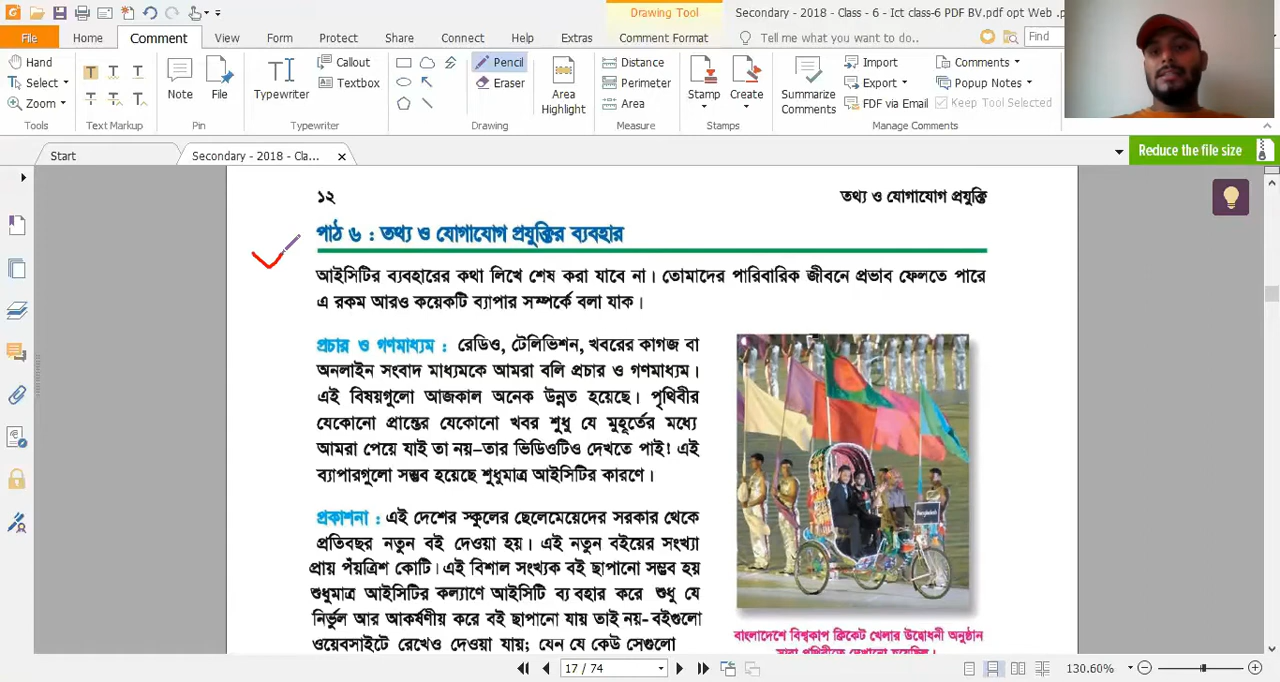 Drawing Tool
Secondary - 2018 - Class - 6 - Ict class-6 PDF BV.pdf opt Web .
File Home Comment View Form Protect Share Connect Help Extras Comment Format Tell me what you want to do.. Find
Hand
Select
Zoom
Tools
Text Markup
Note
File
Pin
Typewriter
Callout
Textbox
Typewriter
Pencil
Eraser
Drawing
Area
Highlight
Distance
Perimeter
Area
Measure
Stamp
Create
Stamps
Summarize
Comments
Import
Export
FDF via Email
Comments
Popup Notes
Keep Tool Selected
Manage Comments
Start
Secondary - 2018 - Cla...
Reduce the file size
১২
তথ্য ও যোগাযোগ প্রযুক্তি
পাঠ ৬ : তথ্য ও যোগাযোগ প্রযুক্তির ব্যবহার
আইসিটির ব্যবহারের কথা লিখে শেষ করা যাবে না। তোমাদের পারিবারিক জীবনে প্রভাব ফেলতে পারে
এ রকম আরও কয়েকটি ব্যাপার সম্পর্কে বলা যাক।
প্রচার ও গণমাধ্যম : রেডিও, টেলিভিশন, খবরের কাগজ বা
অনলাইন সংবাদ মাধ্যমকে আমরা বলি প্রচার ও গণমাধ্যম।
এই বিষয়গুলো আজকাল অনেক উন্নত হয়েছে। পৃথিবীর
যেকোনো প্রান্তের যেকোনো খবর শুধু যে মুহূর্তের মধ্যে
আমরা পেয়ে যাই তা নয়–তার ভিডিওটিও দেখতে পাই! এই
ব্যাপারগুলো সম্ভব হয়েছে শুধুমাত্র আইসিটির কারণে।
প্রকাশনা : এই দেশের স্কুলের ছেলেমেয়েদের সরকার থেকে
প্রতিবছর নতুন বই দেওয়া হয়। এই নতুন বইয়ের সংখ্যা
প্রায় পঁয়ত্রিশ কোটি। এই বিশাল সংখ্যক বই ছাপানো সম্ভব হয়
শুধুমাত্র আইসিটির কল্যাণে আইসিটি ব্যবহার করে শুধু যে
নির্ভুল আর আকর্ষণীয় করে বই ছাপানো যায় তাই নয়- বইগুলো
ওয়েবসাইটে রেখেও দেওয়া যায়; যেন যে কেউ সেগুলো
Bangladesh
বাংলাদেশে বিশ্বকাপ ক্রিকেট খেলার উদ্বোধনী অনুষ্ঠান
সারা পৃথিবীতে দেখানো হয়েছিল।
17 / 74
130.60%